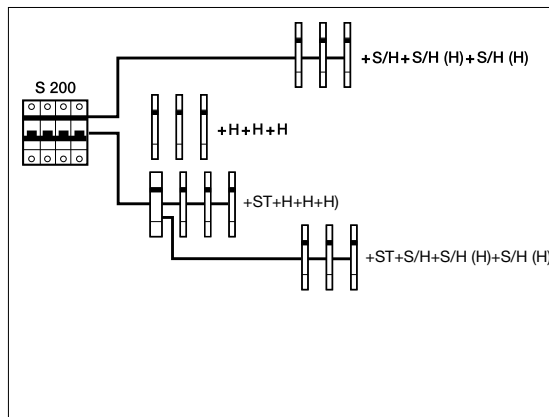 +S/H+S/H (H)+S/H (H)
S 200
+H+H+H
+ST+H+H+H)
+ST+S/H+S/H (H)+S/H (H)